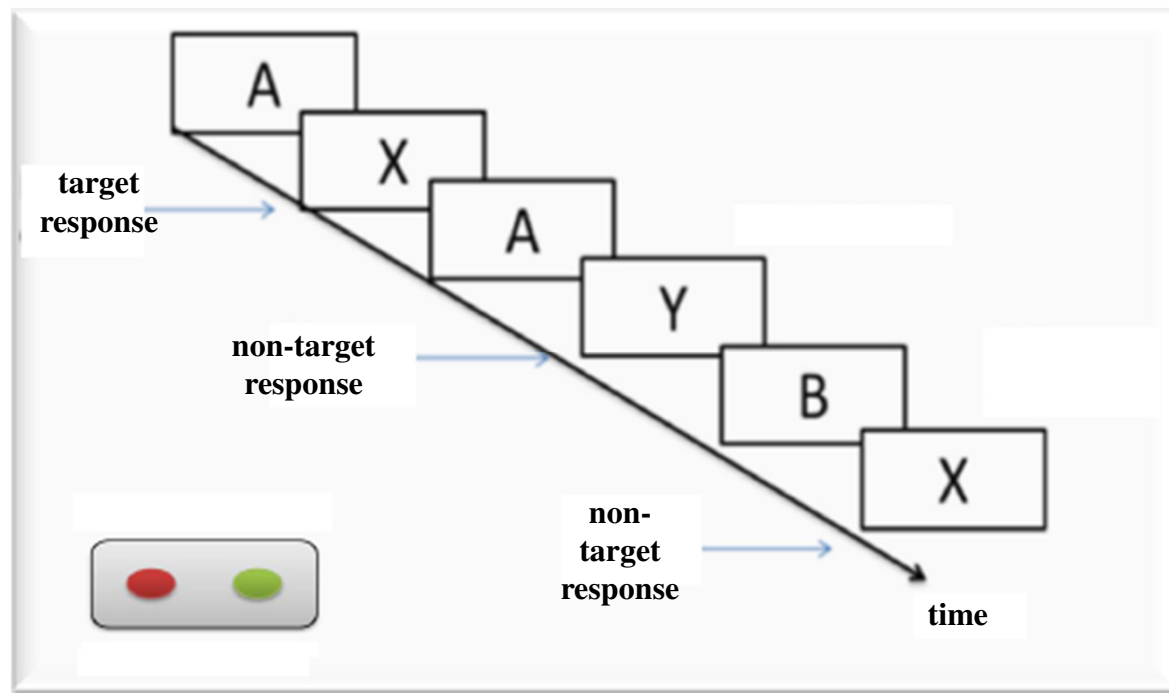 A
X
target
response
A
Y
non-target
response
B
X
non-
target
response
time